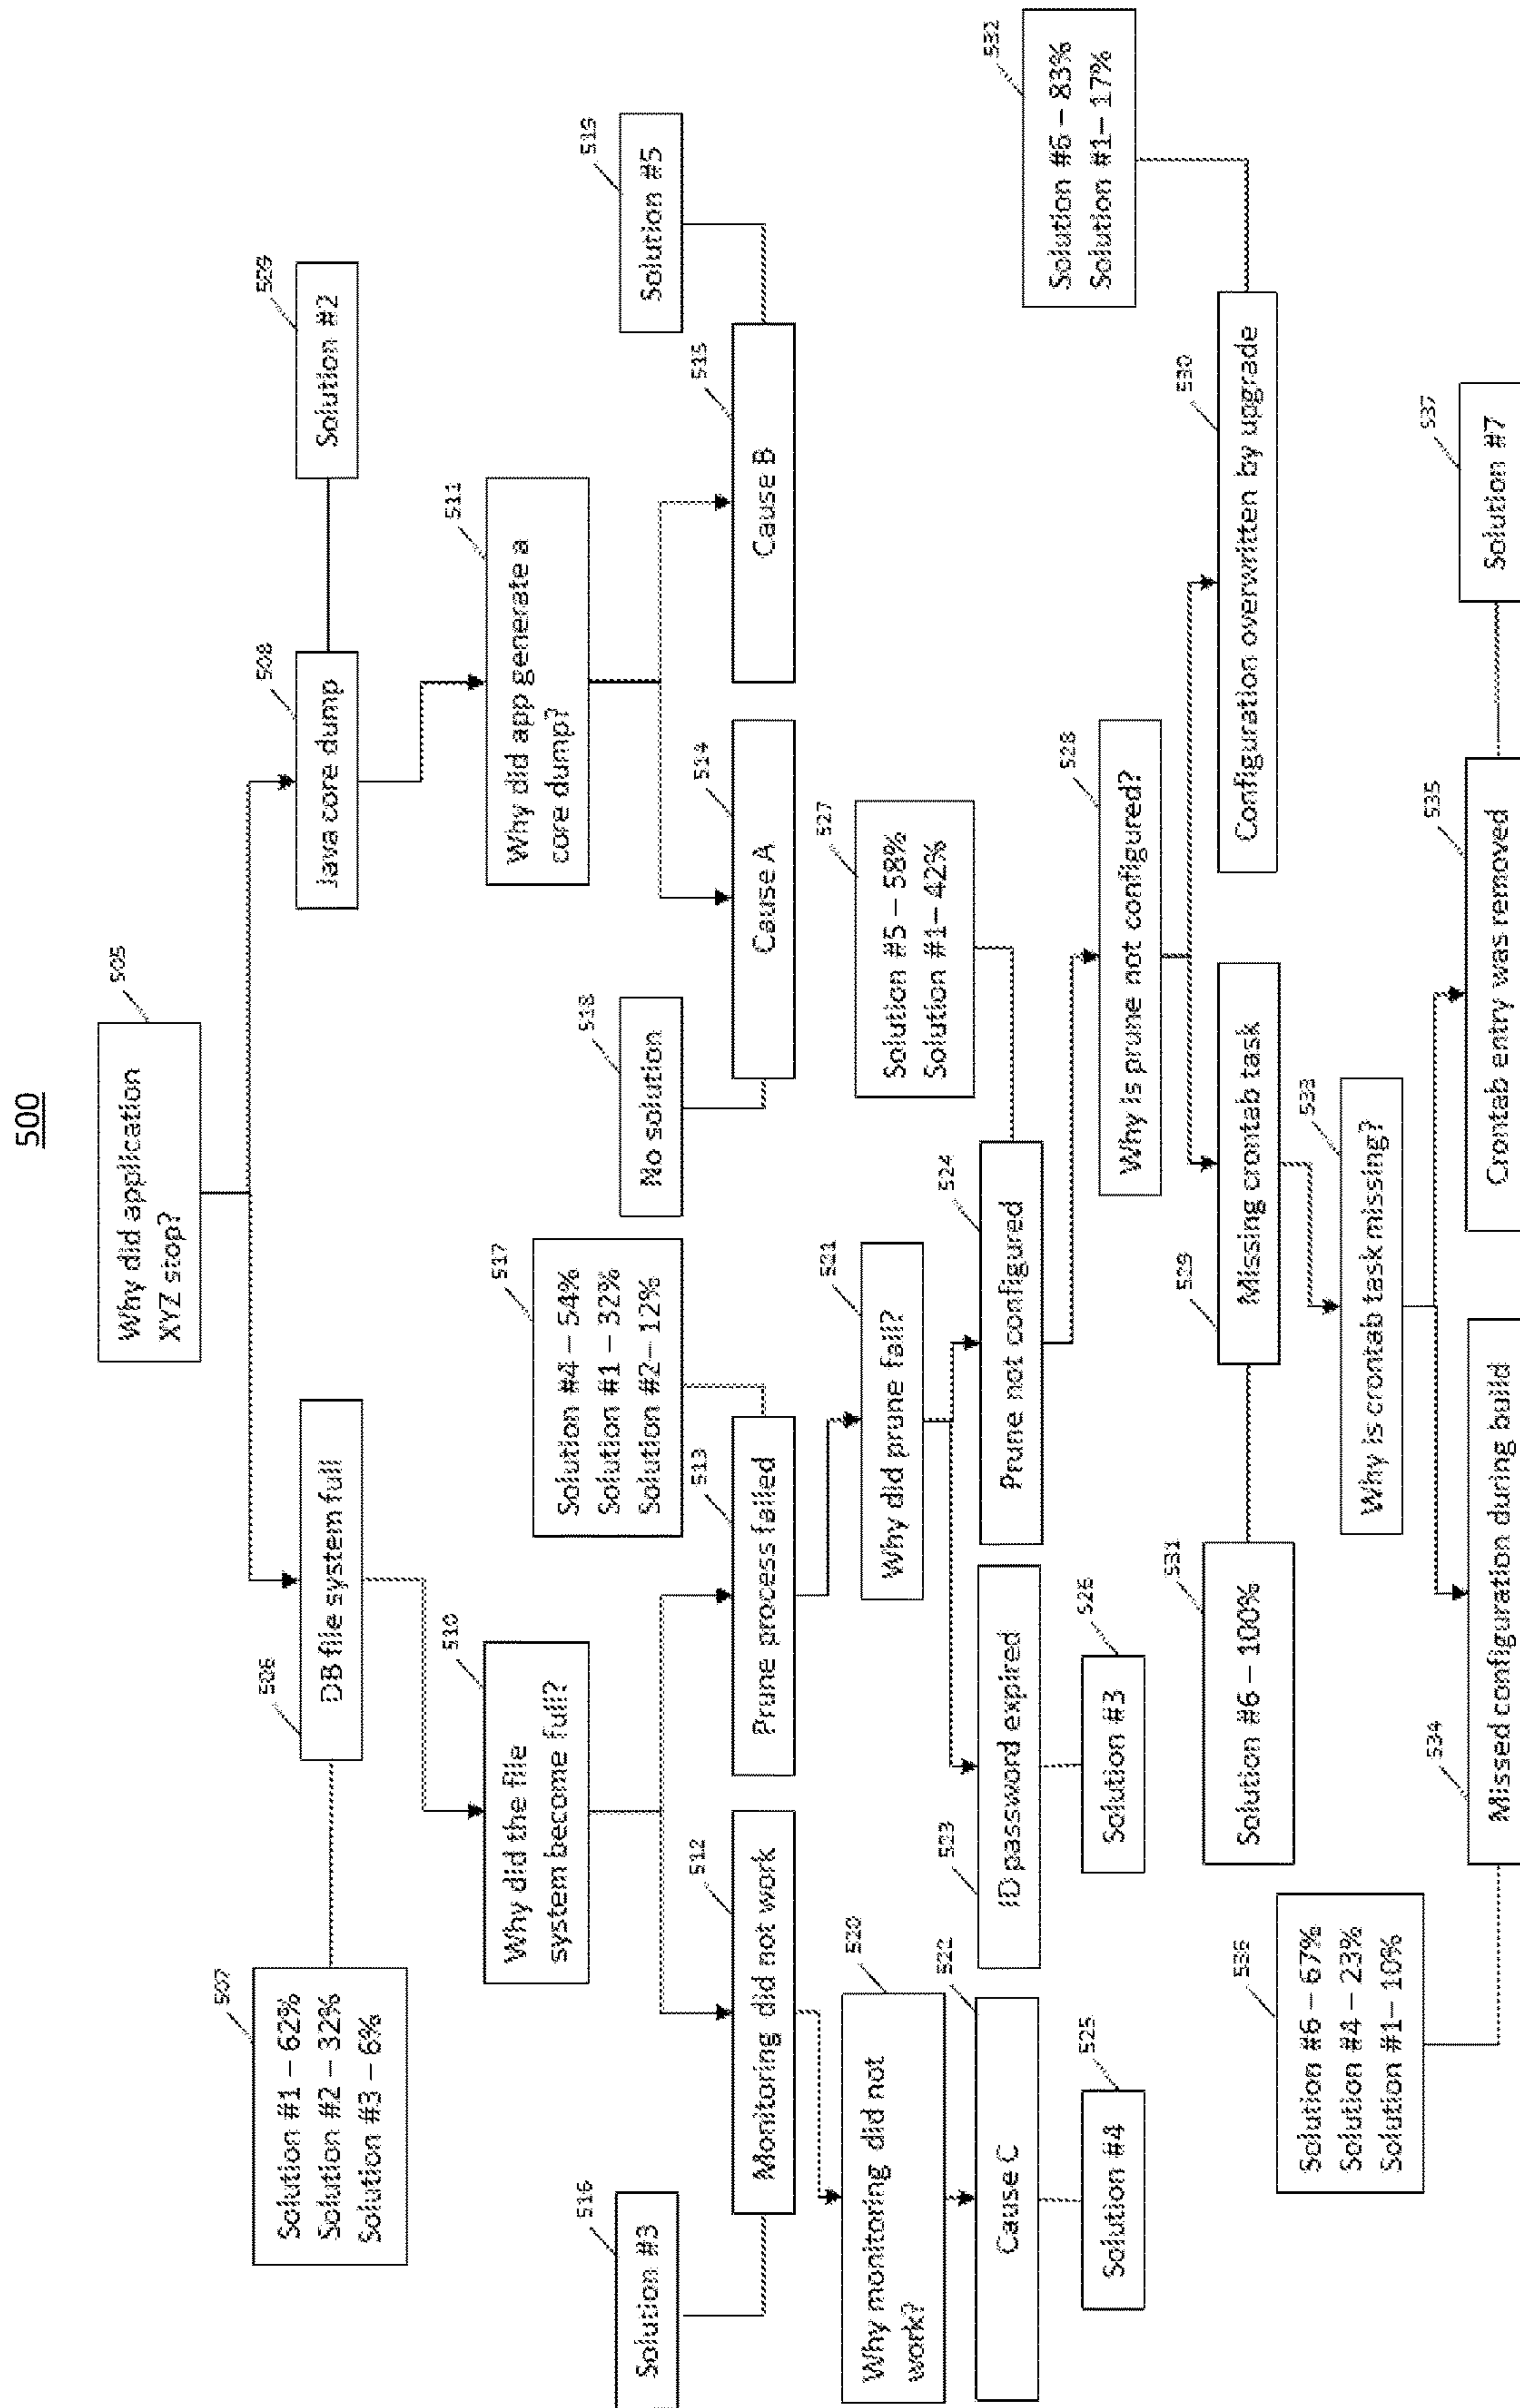 500
505
Why did application
XYZ stop?
506
DB file system full
507
Solution #1 – 62%
Solution #2 – 32%
Solution #3 – 6%
508
Java core dump
509
Solution #2
510
Why did the file
system become full?
511
Why did app generate a
core dump?
512
Monitoring did not work
513
Prune process failed
514
Cause A
515
Cause B
516
Solution #3
517
Solution #4 – 54%
Solution #1 – 32%
Solution #2 – 12%
518
No solution
519
Solution #5
520
Why monitoring did not
work?
521
Why did prune fail?
522
Cause C
523
ID password expired
524
Prune not configured
525
Solution #4
526
Solution #3
527
Solution #5 – 58%
Solution #1 – 42%
528
Why is prune not configured?
529
Missing crontab task
530
Configuration overwritten by upgrade
531
Solution #6 – 100%
532
Solution #6 – 83%
Solution #1 – 17%
533
Why is crontab task missing?
534
Missed configuration during build
535
Crontab entry was removed
536
Solution #6 – 67%
Solution #4 – 23%
Solution #1 – 10%
537
Solution #7